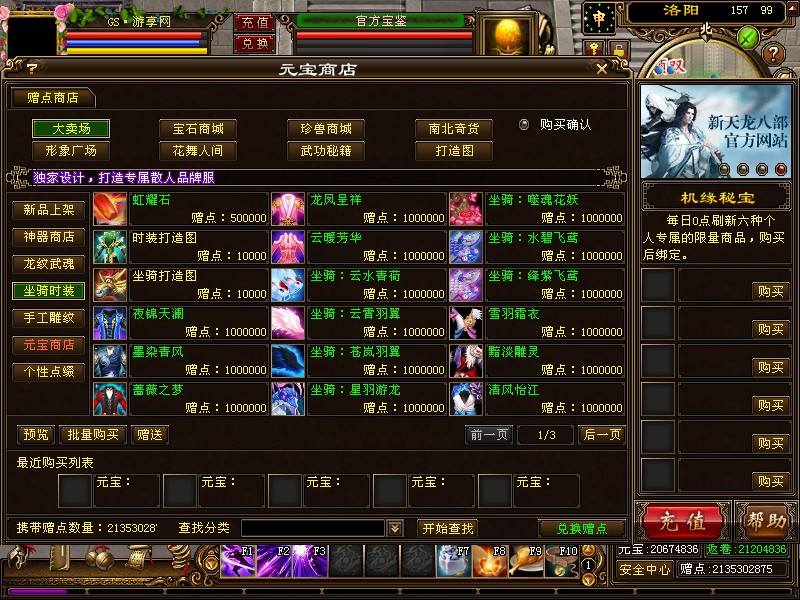 GS·游享网
充值
官方宝鉴
申
洛阳 157 99
兑换
北
?
?
元宝商店
赠点商店
大卖场 宝石商城 珍兽商城 南北奇货 购买确认
形象广场 花舞人间 武功秘籍 打造图
新天龙八部
官方网站
独家设计，打造专属散人品牌服
机缘秘宝
每日0点刷新六种个
人专属的限量商品，购买
后绑定。
新品上架
神器商店
龙纹武魂
坐骑时装
手工雕纹
元宝商店
个性点缀
虹耀石
赠点：500000
龙凤呈祥
赠点：1000000
坐骑：噬魂花妖
赠点：1000000
时装打造图
赠点：10000
云暖芳华
赠点：1000000
坐骑：水碧飞鸢
赠点：1000000
坐骑打造图
赠点：10000
坐骑：云水青荷
赠点：1000000
坐骑：绛紫飞鸢
赠点：1000000
夜锦天澜
赠点：1000000
坐骑：云霄羽翼
赠点：1000000
雪羽霜衣
赠点：1000000
墨染青风
赠点：1000000
坐骑：苍岚羽翼
赠点：1000000
黯淡雕灵
赠点：1000000
蔷薇之梦
赠点：1000000
坐骑：星羽游龙
赠点：1000000
清风怡江
赠点：1000000
购买
购买
购买
购买
购买
购买
预览 批量购买 赠送 前一页 1/3 后一页
最近购买列表
元宝： 元宝： 元宝： 元宝： 元宝：
携带赠点数量：21353028 查找分类 开始查找 兑换赠点
充值 帮助
F1 F2 F3 F7 F8 F9 F10 1
元宝:20674836 返卷:21204836
安全中心 赠点:2135302875